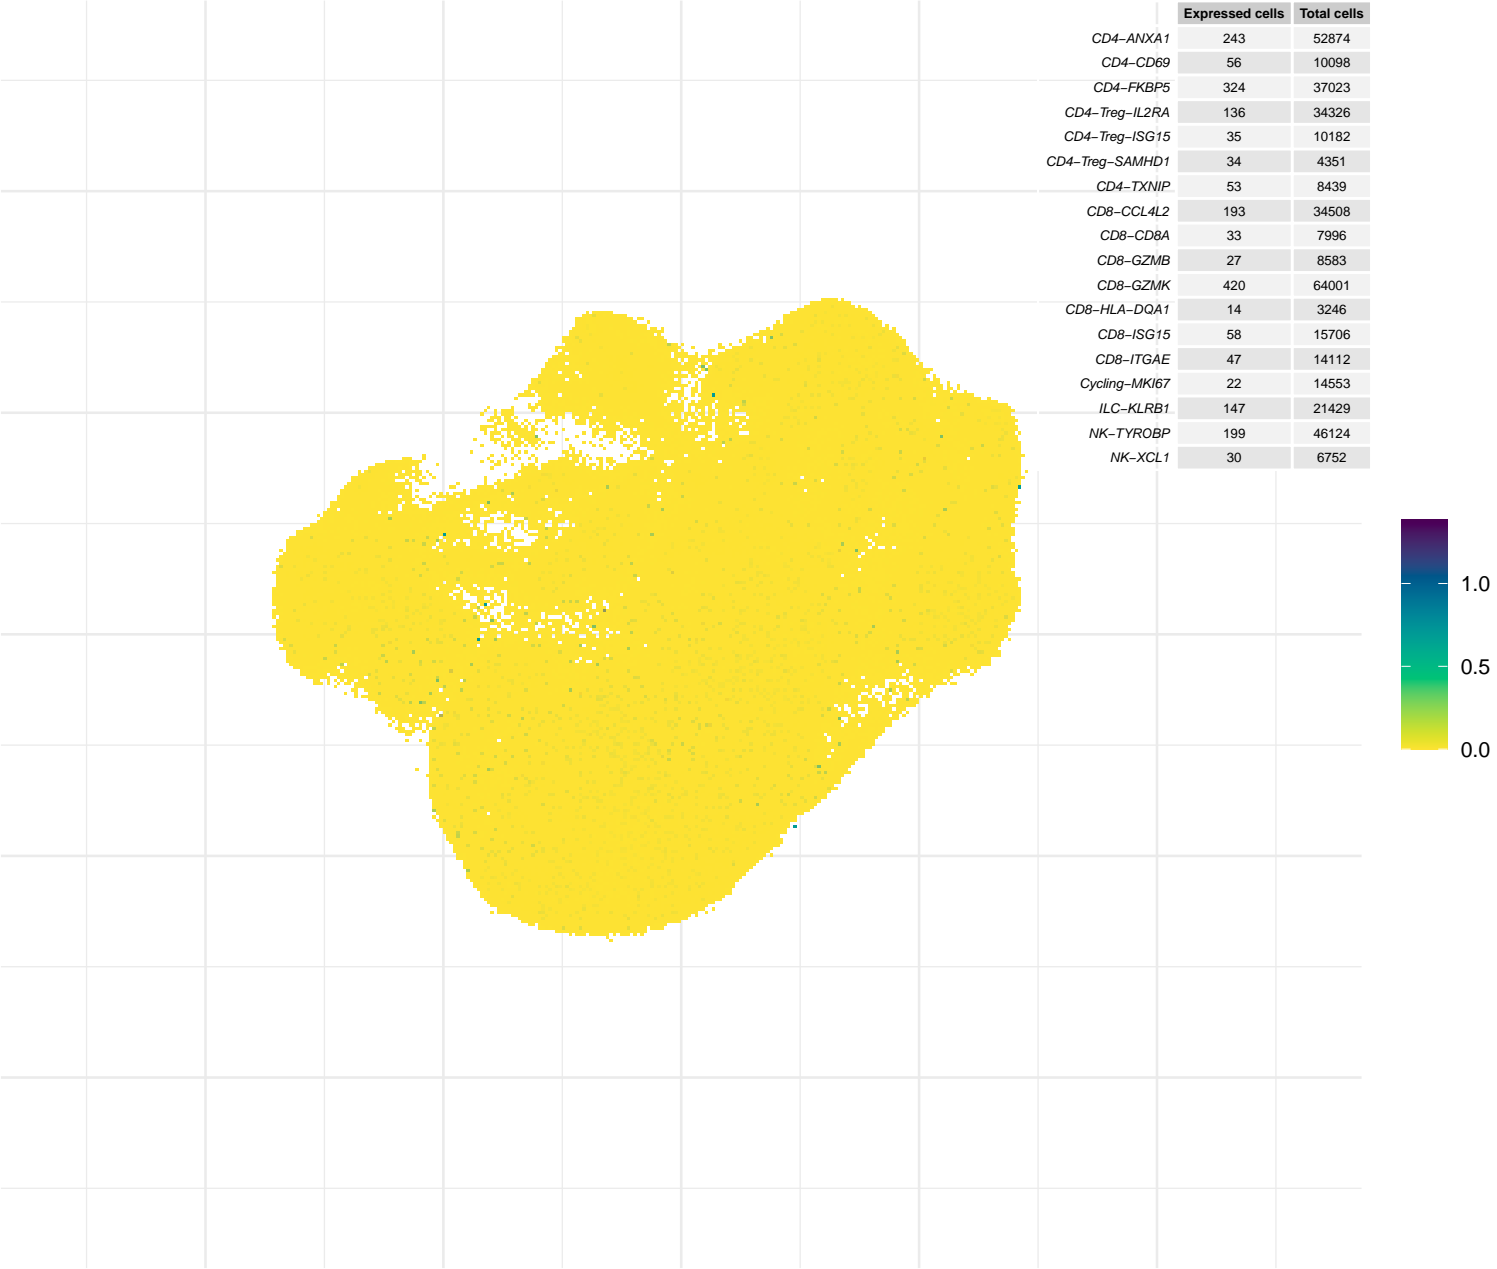 Expressed cells Total cells
CD4−ANXA1 243 52874
CD4−CD69 56 10098
CD4−FKBP5 324 37023
CD4−Treg−IL2RA 136 34326
CD4−Treg−ISG15 35 10182
CD4−Treg−SAMHD1 34 4351
CD4−TXNIP 53 8439
CD8−CCL4L2 193 34508
CD8−CD8A 33 7996
CD8−GZMB 27 8583
CD8−GZMK 420 64001
CD8−HLA−DQA1 14 3246
CD8−ISG15 58 15706
CD8−ITGAE 47 14112
Cycling−MKI67 22 14553
ILC−KLRB1 147 21429
NK−TYROBP 199 46124
NK−XCL1 30 6752
1.0
0.5
0.0